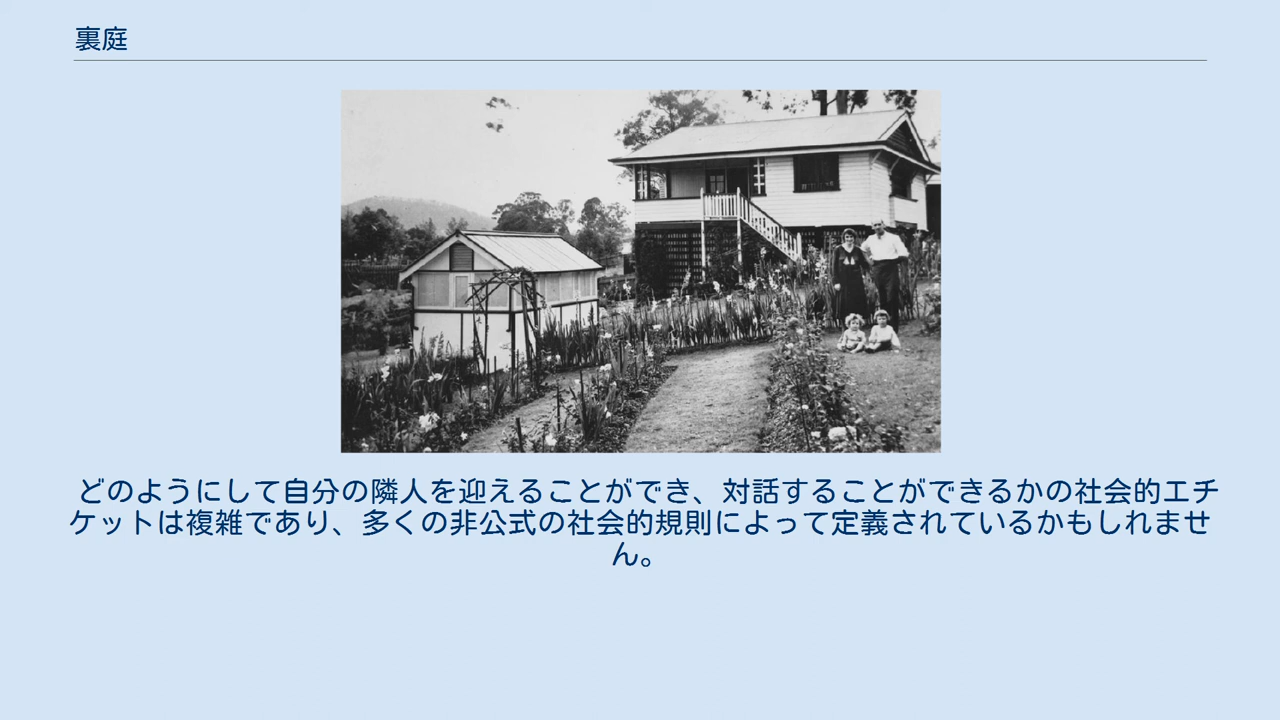 裏庭
どのようにして自分の隣人を迎えることができ、対話することができるかの社会的エチ
ケットは複雑であり、多くの非公式の社会的規則によって定義されているかもしれませ
ん。